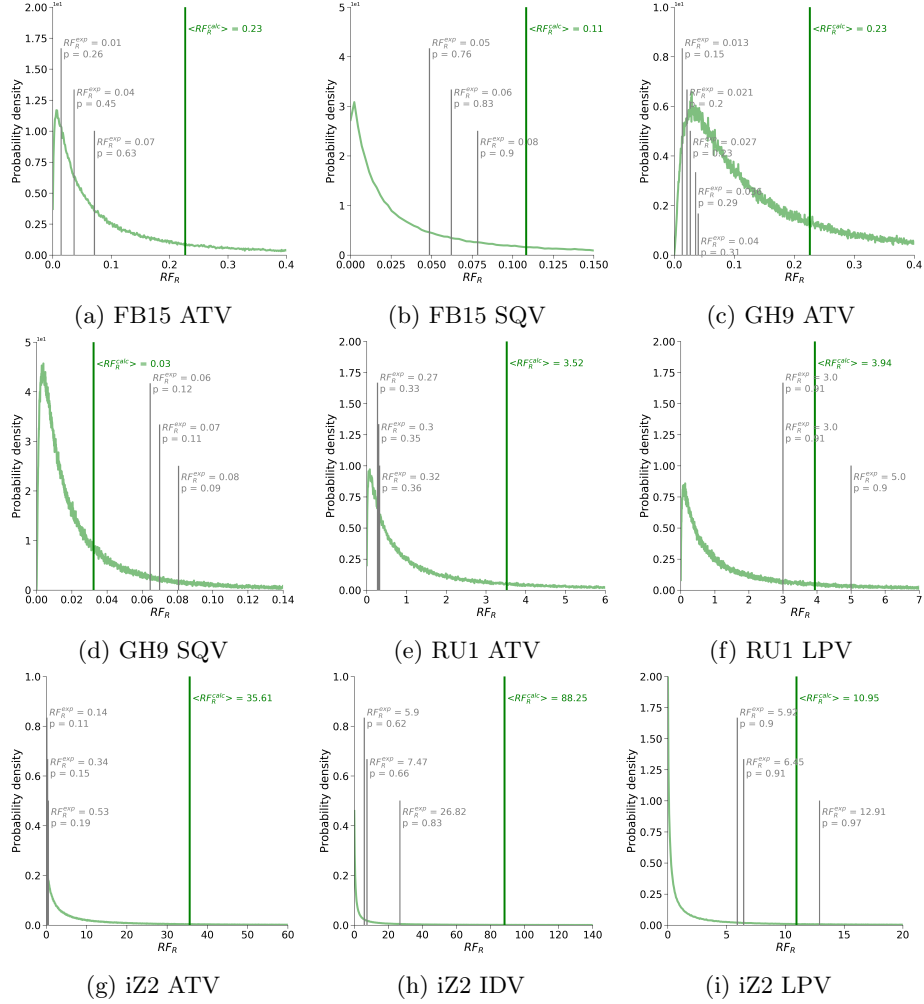 1e1
2.00
1.75
1.50
1.25
1.00
0.75
0.50
0.25
0.00
Probability density
RF_R^exp = 0.01
p = 0.26
RF_R^exp = 0.04
p = 0.45
RF_R^exp = 0.07
p = 0.63
<RF_R^calc> = 0.23
0.0 0.1 0.2 0.3 0.4
RF_R
(a) FB15 ATV
1e1
5
4
3
2
1
0
Probability density
RF_R^exp = 0.05
p = 0.76
RF_R^exp = 0.06
p = 0.83
RF_R^exp = 0.08
p = 0.9
<RF_R^calc> = 0.11
0.000 0.025 0.050 0.075 0.100 0.125 0.150
RF_R
(b) FB15 SQV
1e1
1.0
0.8
0.6
0.4
0.2
0.0
Probability density
RF_R^exp = 0.013
p = 0.15
RF_R^exp = 0.021
p = 0.2
RF_R^exp = 0.027
p = 0.23
RF_R^exp = 0.036
p = 0.29
RF_R^exp = 0.04
p = 0.31
<RF_R^calc> = 0.23
0.0 0.1 0.2 0.3 0.4
RF_R
(c) GH9 ATV
1e1
5
4
3
2
1
0
Probability density
<RF_R^calc> = 0.03
RF_R^exp = 0.06
p = 0.12
RF_R^exp = 0.07
p = 0.11
RF_R^exp = 0.08
p = 0.09
0.00 0.02 0.04 0.06 0.08 0.10 0.12 0.14
RF_R
(d) GH9 SQV
2.00
1.75
1.50
1.25
1.00
0.75
0.50
0.25
0.00
Probability density
RF_R^exp = 0.27
p = 0.33
RF_R^exp = 0.3
p = 0.35
RF_R^exp = 0.32
p = 0.36
<RF_R^calc> = 3.52
0 1 2 3 4 5 6
RF_R
(e) RU1 ATV
2.00
1.75
1.50
1.25
1.00
0.75
0.50
0.25
0.00
Probability density
<RF_R^calc> = 3.94
RF_R^exp = 3.0
p = 0.91
RF_R^exp = 3.0
p = 0.91
RF_R^exp = 5.0
p = 0.9
0 1 2 3 4 5 6 7
RF_R
(f) RU1 LPV
1.0
0.8
0.6
0.4
0.2
0.0
Probability density
RF_R^exp = 0.14
p = 0.11
RF_R^exp = 0.34
p = 0.15
RF_R^exp = 0.53
p = 0.19
<RF_R^calc> = 35.61
0 10 20 30 40 50 60
RF_R
(g) iZ2 ATV
1.0
0.8
0.6
0.4
0.2
0.0
Probability density
RF_R^exp = 5.9
p = 0.62
RF_R^exp = 7.47
p = 0.66
RF_R^exp = 26.82
p = 0.83
<RF_R^calc> = 88.25
0 20 40 60 80 100 120 140
RF_R
(h) iZ2 IDV
2.00
1.75
1.50
1.25
1.00
0.75
0.50
0.25
0.00
Probability density
<RF_R^calc> = 10.95
RF_R^exp = 5.92
p = 0.9
RF_R^exp = 6.45
p = 0.91
RF_R^exp = 12.91
p = 0.97
0 5 10 15 20
RF_R
(i) iZ2 LPV